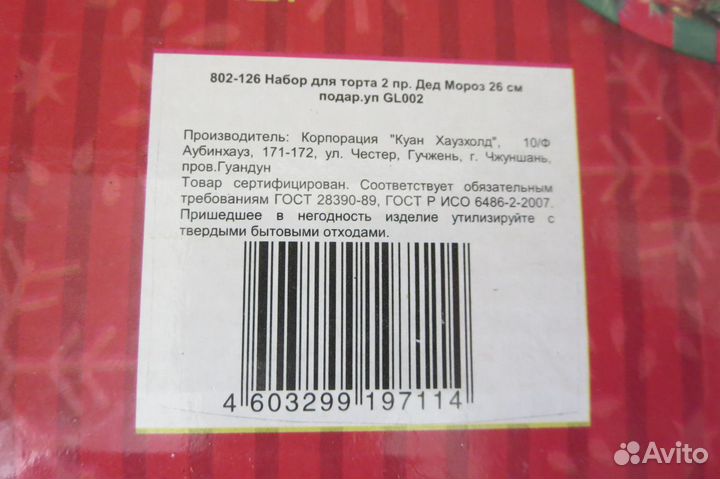 802-126 Набор для торта 2 пр. Дед Мороз 26 см
подар.уп GL002
Производитель: Корпорация "Куан Хаузхолд", 10/Ф
Аубинхауз, 171-172, ул. Честер, Гучжень, г. Чжуншань,
пров.Гуандун
Товар сертифицирован. Соответствует обязательным
требованиям ГОСТ 28390-89, ГОСТ Р ИСО 6486-2-2007.
Пришедшее в негодность изделие утилизируйте с
твердыми бытовыми отходами.
4 603299 197114
Avito